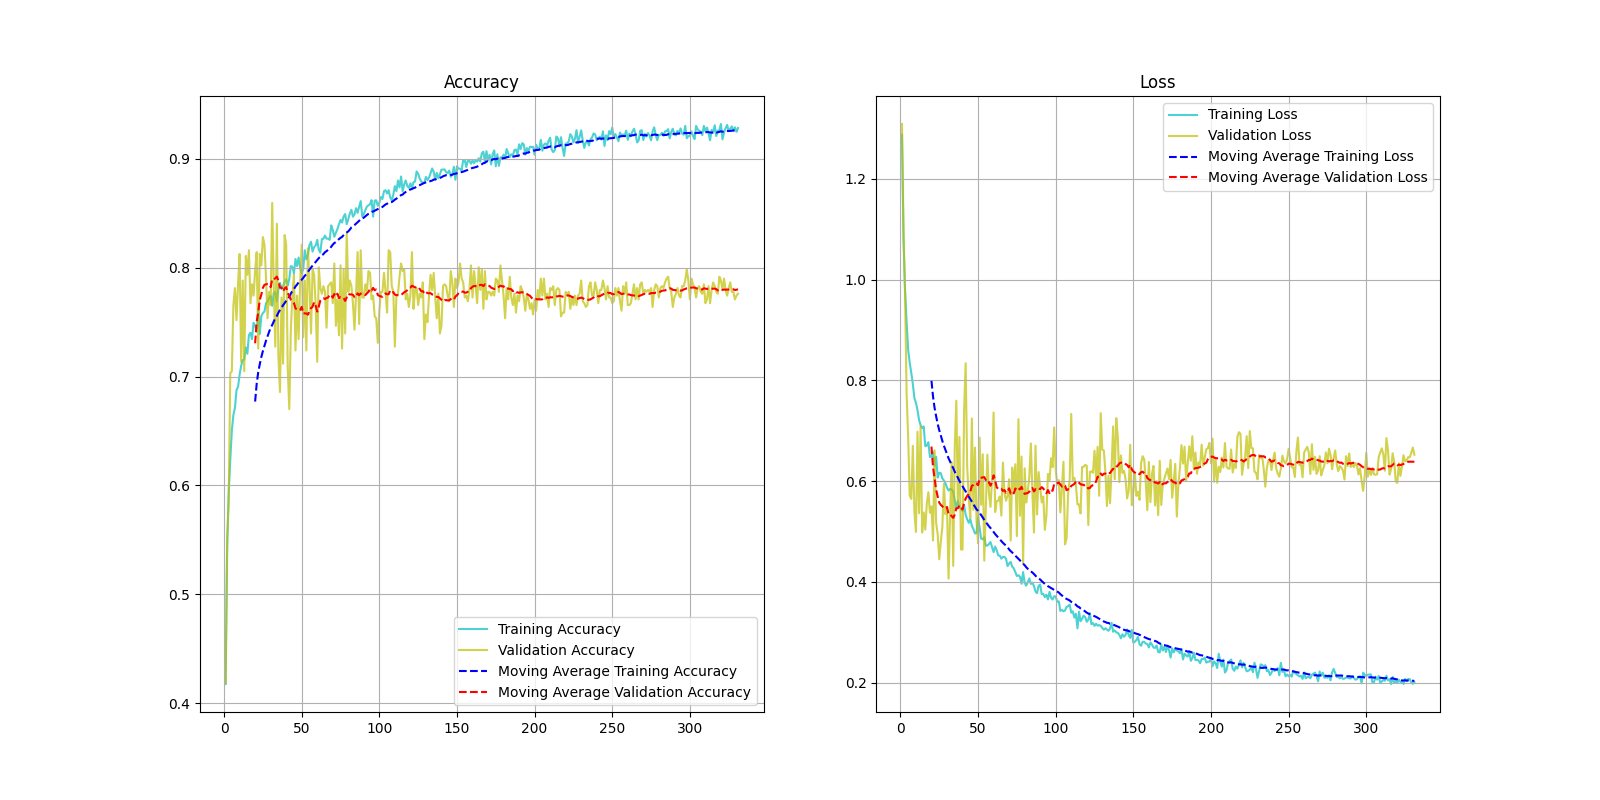 Accuracy
0.9
0.8
0.7
0.6
0.5
0.4
0
50
100
150
200
250
300
Training Accuracy
Validation Accuracy
Moving Average Training Accuracy
Moving Average Validation Accuracy
Loss
1.2
1.0
0.8
0.6
0.4
0.2
0
50
100
150
200
250
300
Training Loss
Validation Loss
Moving Average Training Loss
Moving Average Validation Loss